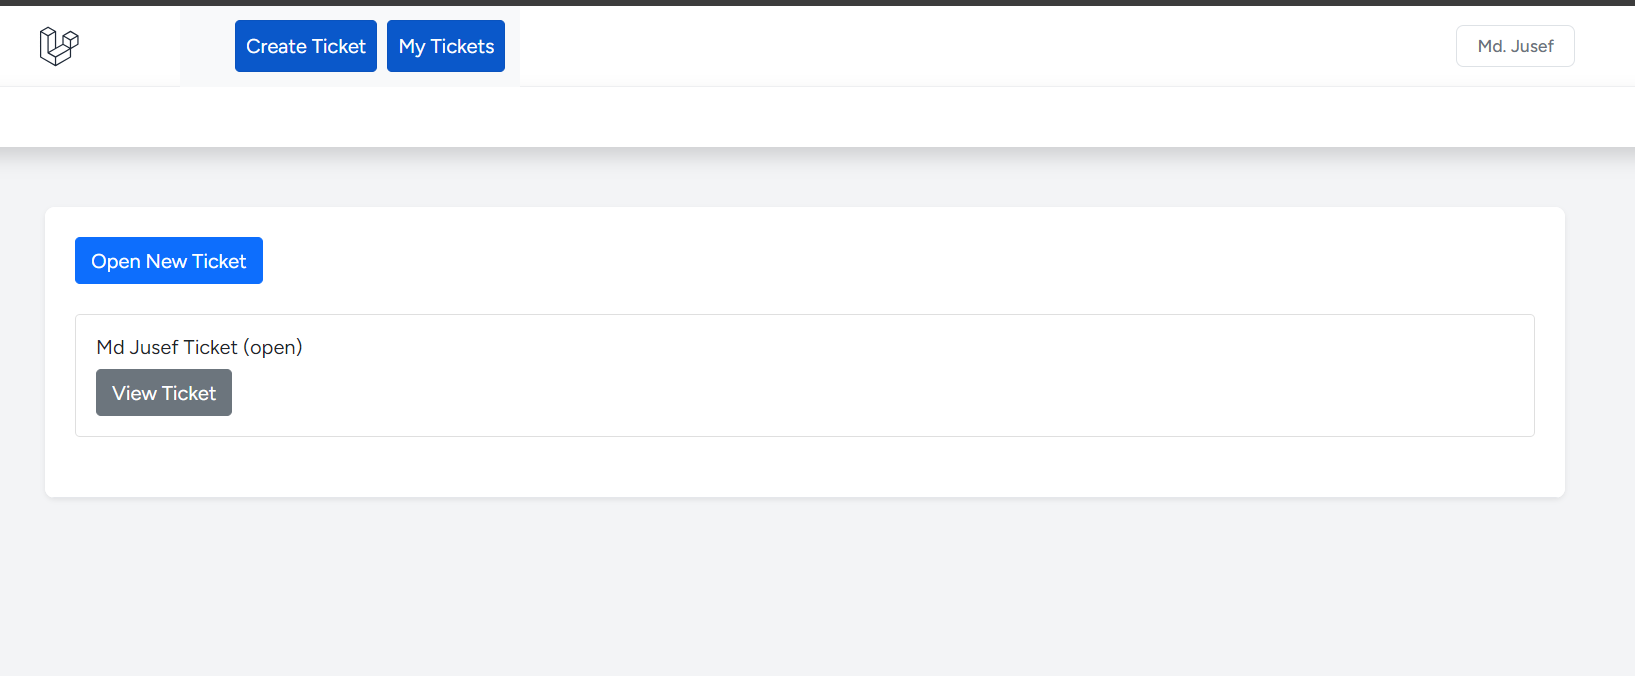 Create Ticket
My Tickets
Md. Jusef
Open New Ticket
Md Jusef Ticket (open)
View Ticket